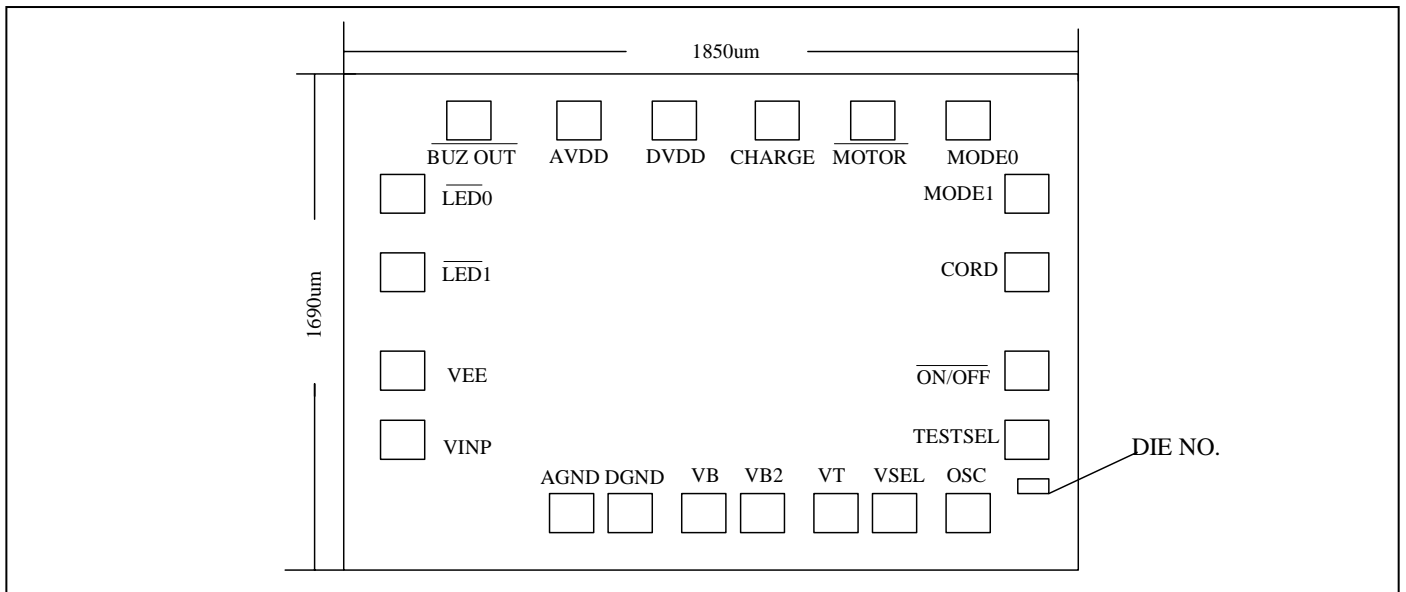 1850um
1690um
BUZ OUT AVDD DVDD CHARGE MOTOR MODE0
LED0 MODE1
LED1 CORD
VEE ON/OFF
VINP TESTSEL
DIE NO.
AGND DGND VB VB2 VT VSEL OSC